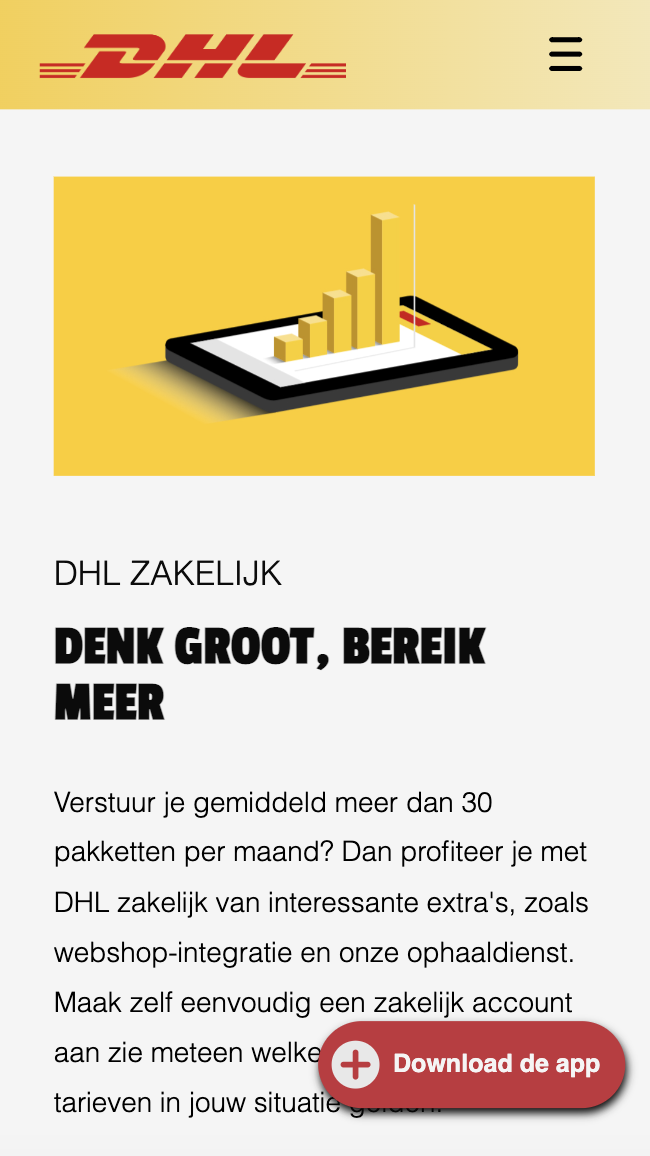 DHL
DHL ZAKELIJK
DENK GROOT, BEREIK
MEER
Verstuur je gemiddeld meer dan 30
pakketten per maand? Dan profiteer je met
DHL zakelijk van interessante extra's, zoals
webshop-integratie en onze ophaaldienst.
Maak zelf eenvoudig een zakelijk account
aan zie meteen welke
Download de app
tarieven in jouw situatie